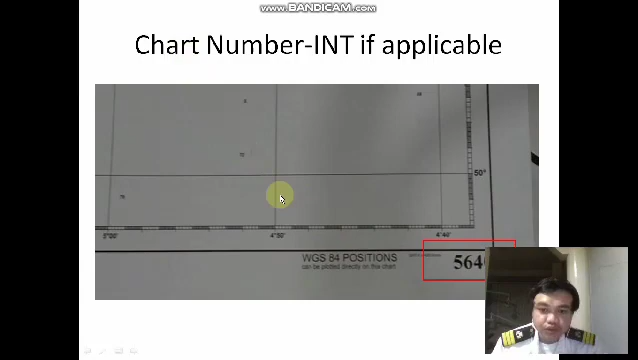 www.BANDICAM.com
Chart Number-INT if applicable
50°
5°00'
4°50'
4°40'
WGS 84 POSITIONS
can be plotted directly on this chart
564